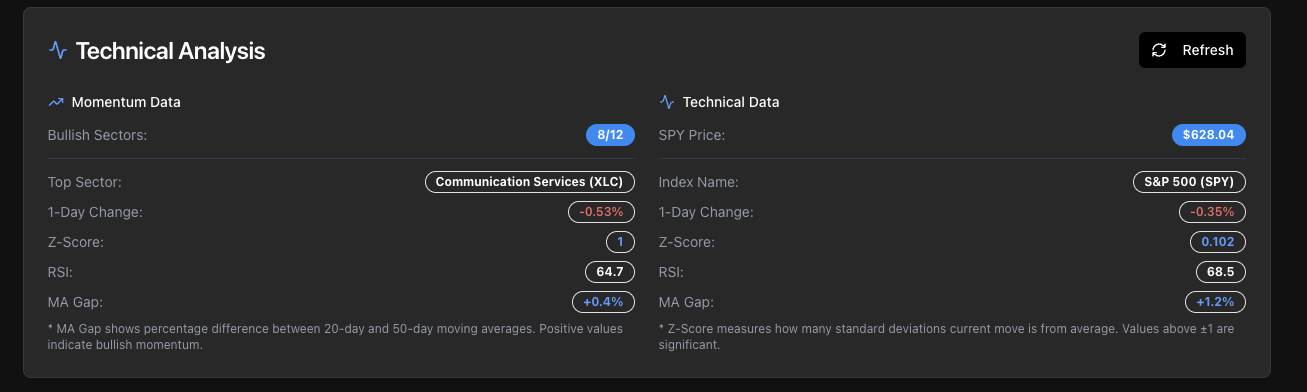 Technical Analysis
Refresh
Momentum Data
Bullish Sectors: 8/12
Top Sector: Communication Services (XLC)
1-Day Change: -0.53%
Z-Score: 1
RSI: 64.7
MA Gap: +0.4%
* MA Gap shows percentage difference between 20-day and 50-day moving averages. Positive values
indicate bullish momentum.
Technical Data
SPY Price: $628.04
Index Name: S&P 500 (SPY)
1-Day Change: -0.35%
Z-Score: 0.102
RSI: 68.5
MA Gap: +1.2%
* Z-Score measures how many standard deviations current move is from average. Values above ±1 are
significant.